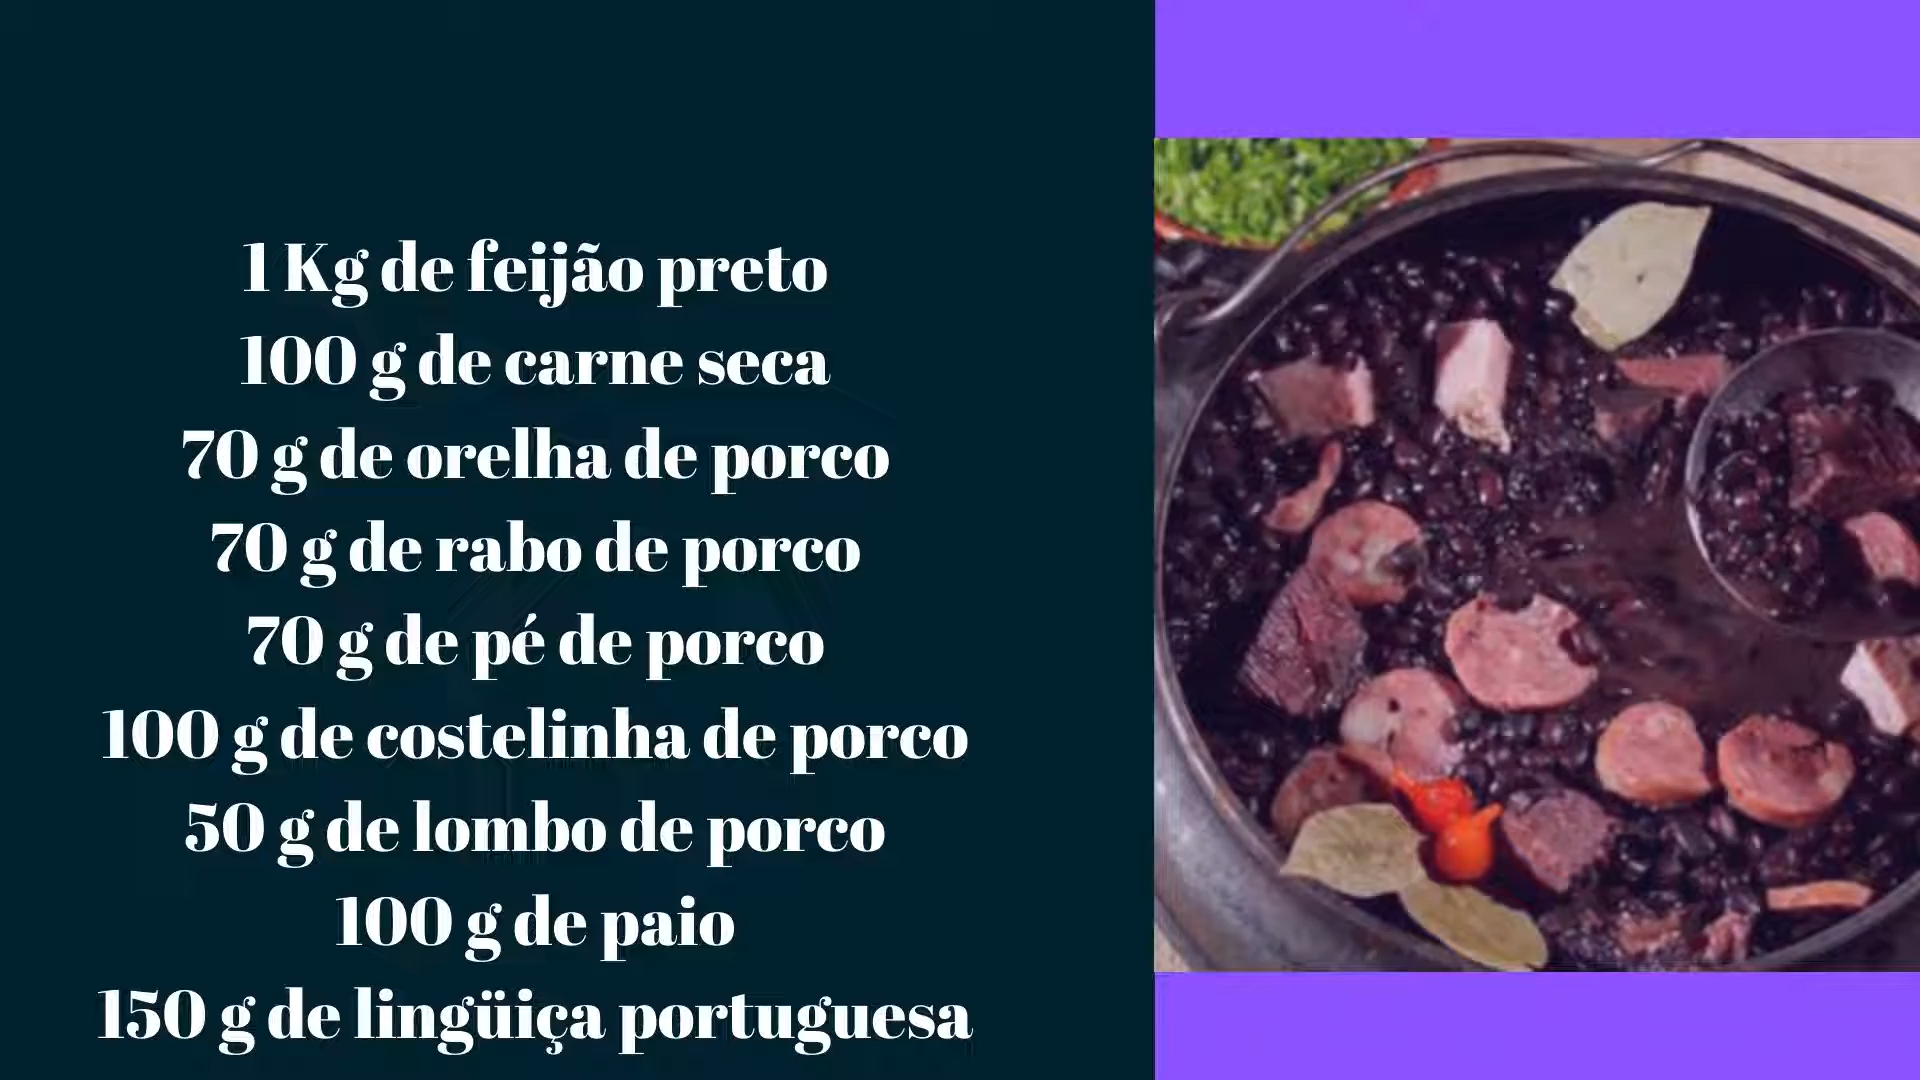 1 Kg de feijão preto
100 g de carne seca
70 g de orelha de porco
70 g de rabo de porco
70 g de pé de porco
100 g de costelinha de porco
50 g de lombo de porco
100 g de paio
150 g de lingüiça portuguesa